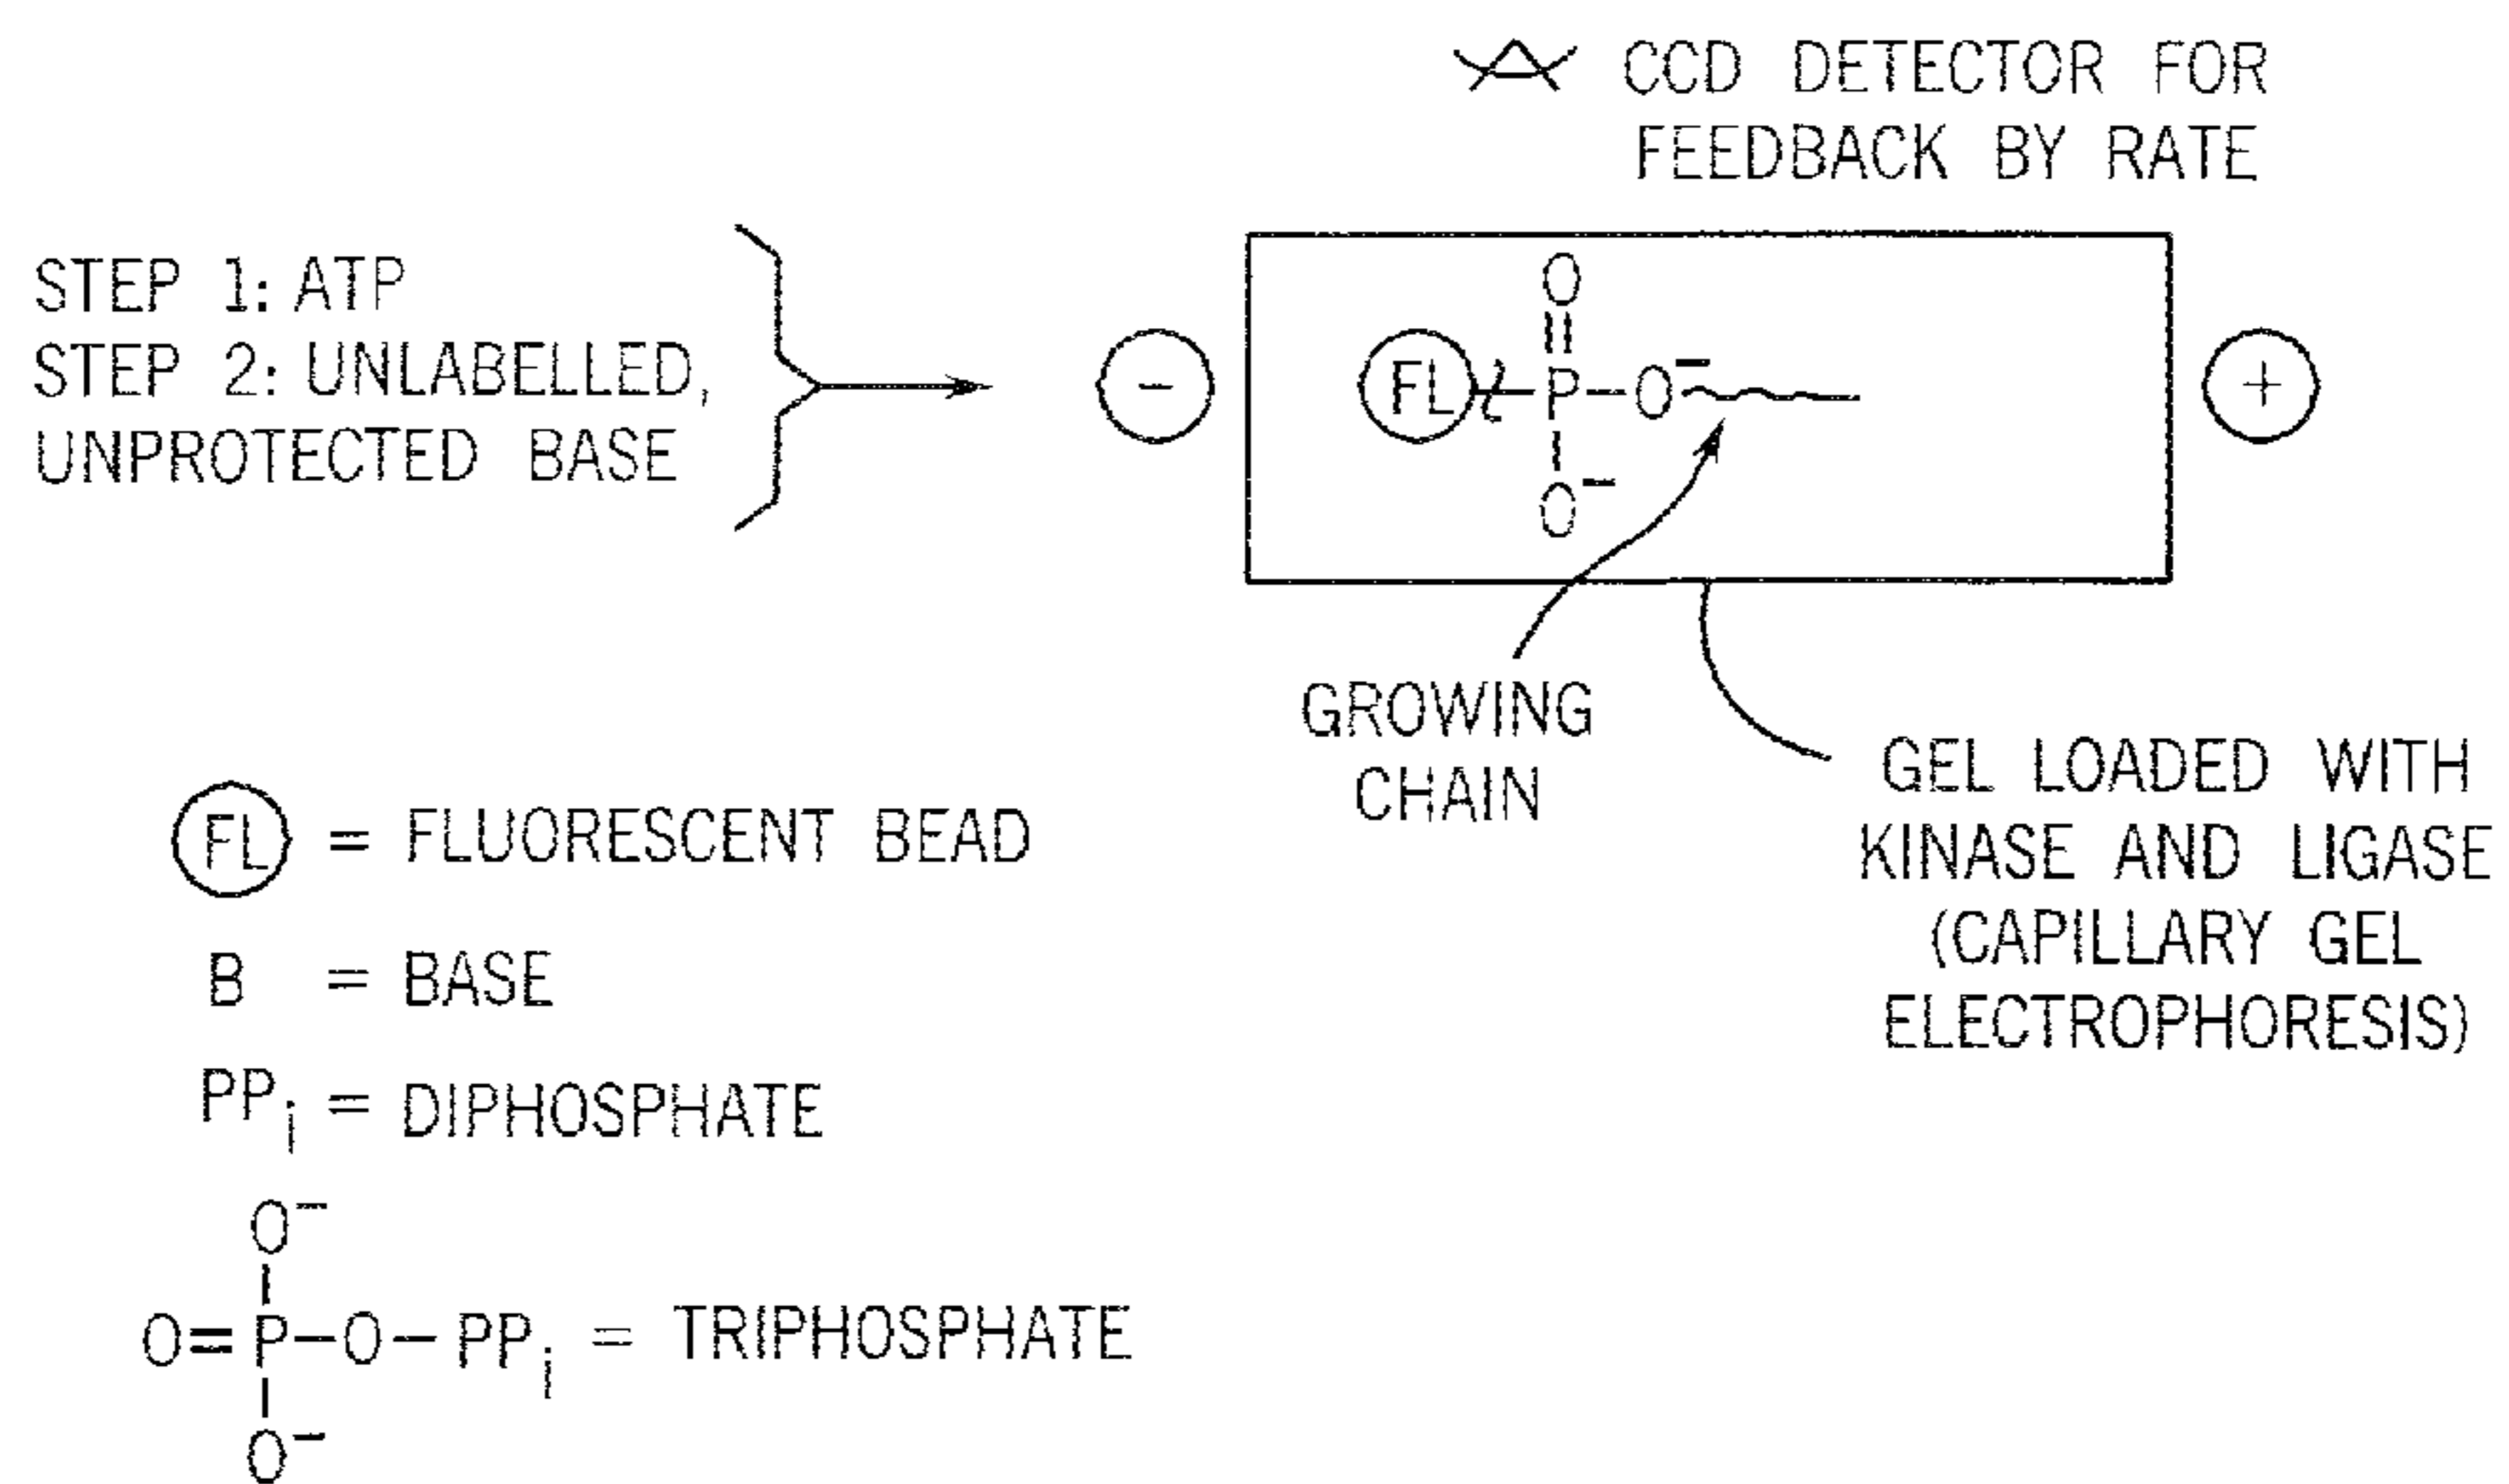 CCD DETECTOR FOR
FEEDBACK BY RATE
STEP 1: ATP
STEP 2: UNLABELLED,
UNPROTECTED BASE
−
O
FL P O⁻
O⁻
+
GROWING
CHAIN
GEL LOADED WITH
KINASE AND LIGASE
(CAPILLARY GEL
ELECTROPHORESIS)
FL = FLUORESCENT BEAD
B = BASE
PPi = DIPHOSPHATE
O⁻
O=P–O–PPi = TRIPHOSPHATE
O⁻